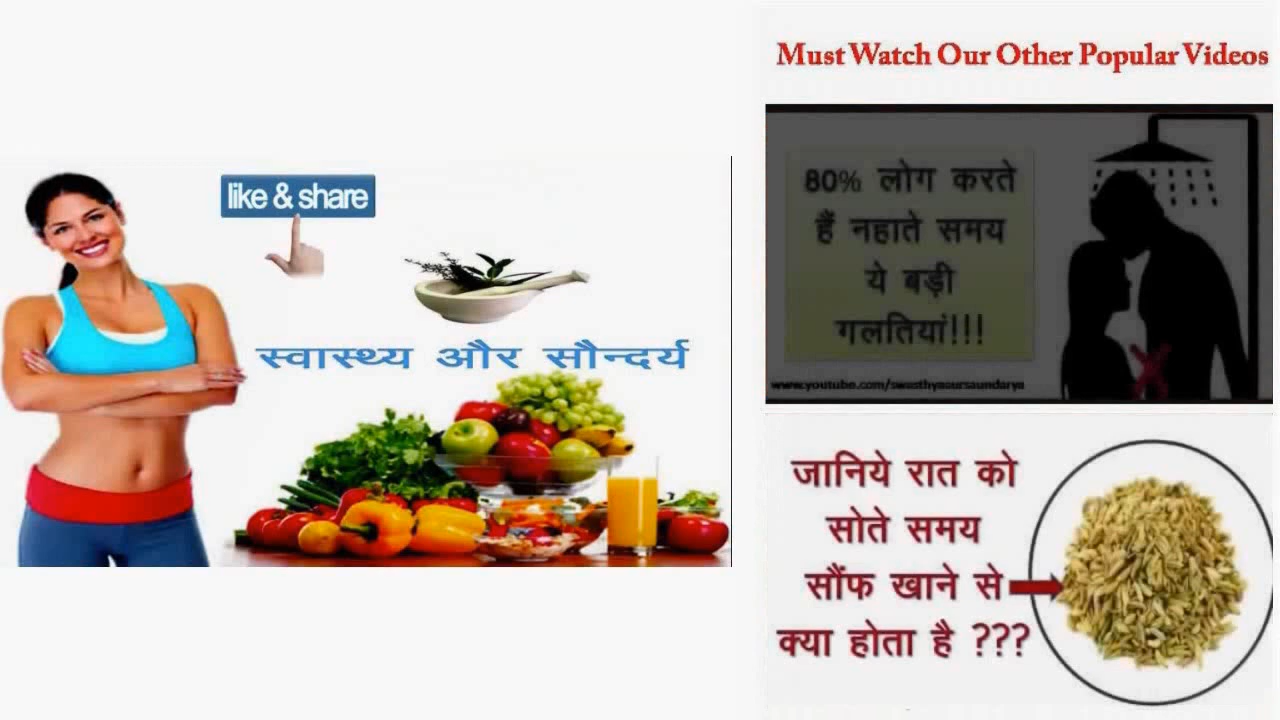 Must Watch Our Other Popular Videos
like & share
स्वास्थ्य और सौन्दर्य
80% लोग करते
हैं नहाते समय
ये बड़ी
गलतियां!!!
www.youtube.com/swasthyaaursaundarya
जानिये रात को
सोते समय
सौंफ खाने से
क्या होता है ???